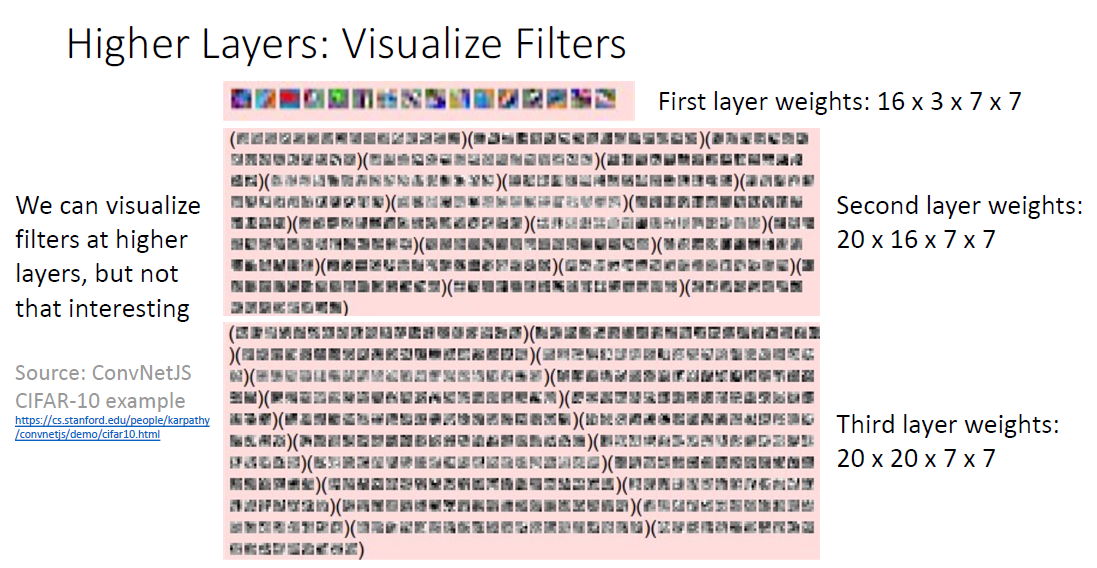 Higher Layers: Visualize Filters
First layer weights: 16 x 3 x 7 x 7
We can visualize
filters at higher
layers, but not
that interesting
Second layer weights:
20 x 16 x 7 x 7
Source: ConvNetJS
CIFAR-10 example
https://cs.stanford.edu/people/karpathy
/convnetjs/demo/cifar10.html
Third layer weights:
20 x 20 x 7 x 7